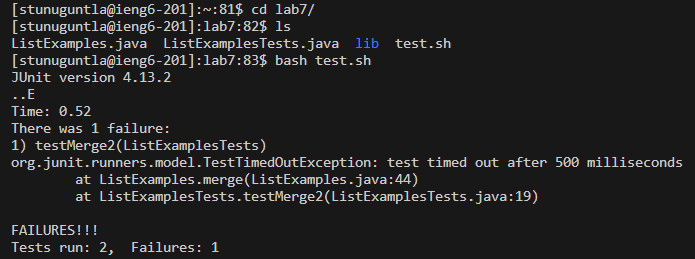 [stunuguntla@ieng6-201]:~:81$ cd lab7/
[stunuguntla@ieng6-201]:lab7:82$ ls
ListExamples.java  ListExamplesTests.java  lib  test.sh
[stunuguntla@ieng6-201]:lab7:83$ bash test.sh
JUnit version 4.13.2
..E
Time: 0.52
There was 1 failure:
1) testMerge2(ListExamplesTests)
org.junit.runners.model.TestTimedOutException: test timed out after 500 milliseconds
        at ListExamples.merge(ListExamples.java:44)
        at ListExamplesTests.testMerge2(ListExamplesTests.java:19)

FAILURES!!!
Tests run: 2,  Failures: 1